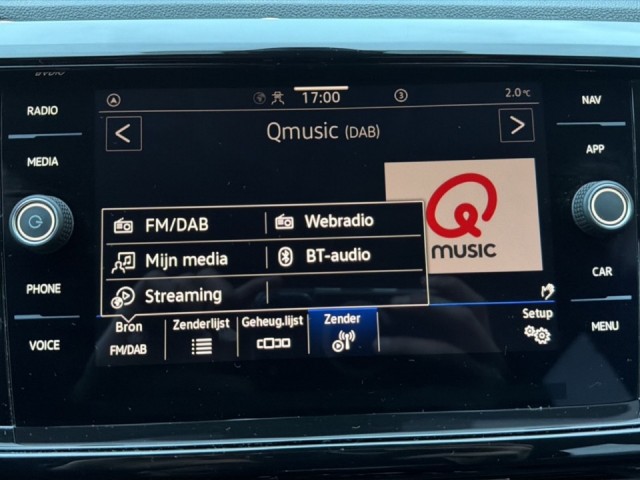 RADIO
MEDIA
PHONE
VOICE
NAV
APP
CAR
MENU
17:00
3
2.0 °C
< Qmusic (DAB) >
MUSIC
FM/DAB
Webradio
Mijn media
BT-audio
Streaming
Bron
FM/DAB
Zenderlijst
Geheug.lijst
Zender
Setup